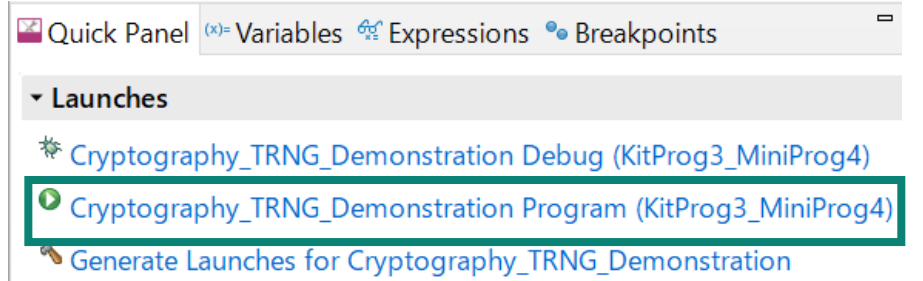 Quick Panel (x)= Variables Expressions Breakpoints
Launches
Cryptography_TRNG_Demonstration Debug (KitProg3_MiniProg4)
Cryptography_TRNG_Demonstration Program (KitProg3_MiniProg4)
Generate Launches for Cryptography_TRNG_Demonstration